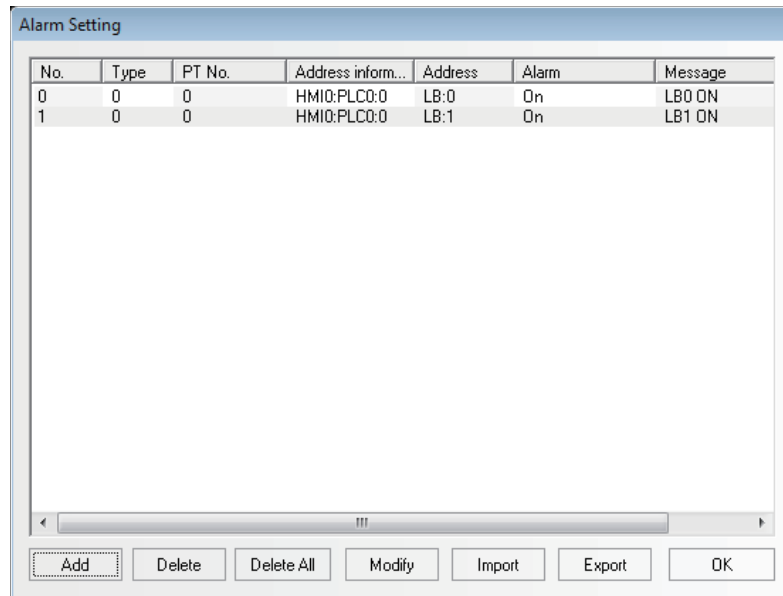 Alarm Setting
No. Type PT No. Address inform... Address Alarm Message
0 0 0 HMI0:PLC0:0 LB:0 On LB0 ON
1 0 0 HMI0:PLC0:0 LB:1 On LB1 ON
Add Delete Delete All Modify Import Export OK